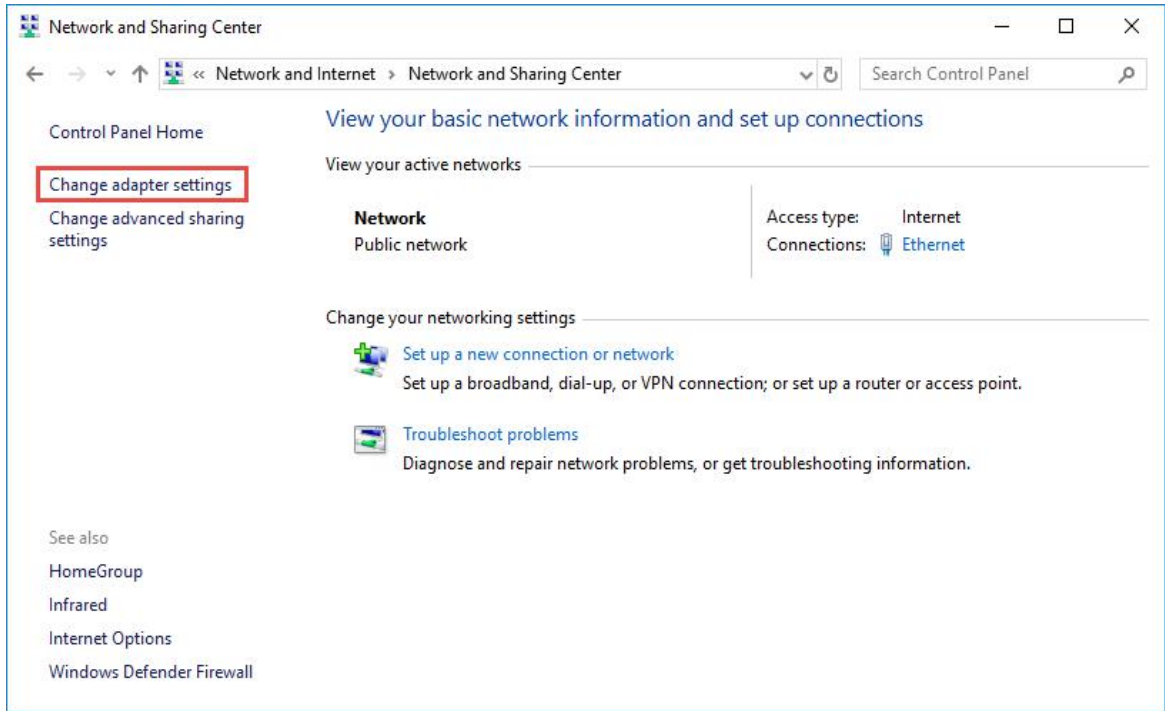 Network and Sharing Center
« Network and Internet > Network and Sharing Center
Search Control Panel
Control Panel Home
Change adapter settings
Change advanced sharing
settings
View your basic network information and set up connections
View your active networks
Network
Public network
Access type: Internet
Connections: Ethernet
Change your networking settings
Set up a new connection or network
Set up a broadband, dial-up, or VPN connection; or set up a router or access point.
Troubleshoot problems
Diagnose and repair network problems, or get troubleshooting information.
See also
HomeGroup
Infrared
Internet Options
Windows Defender Firewall